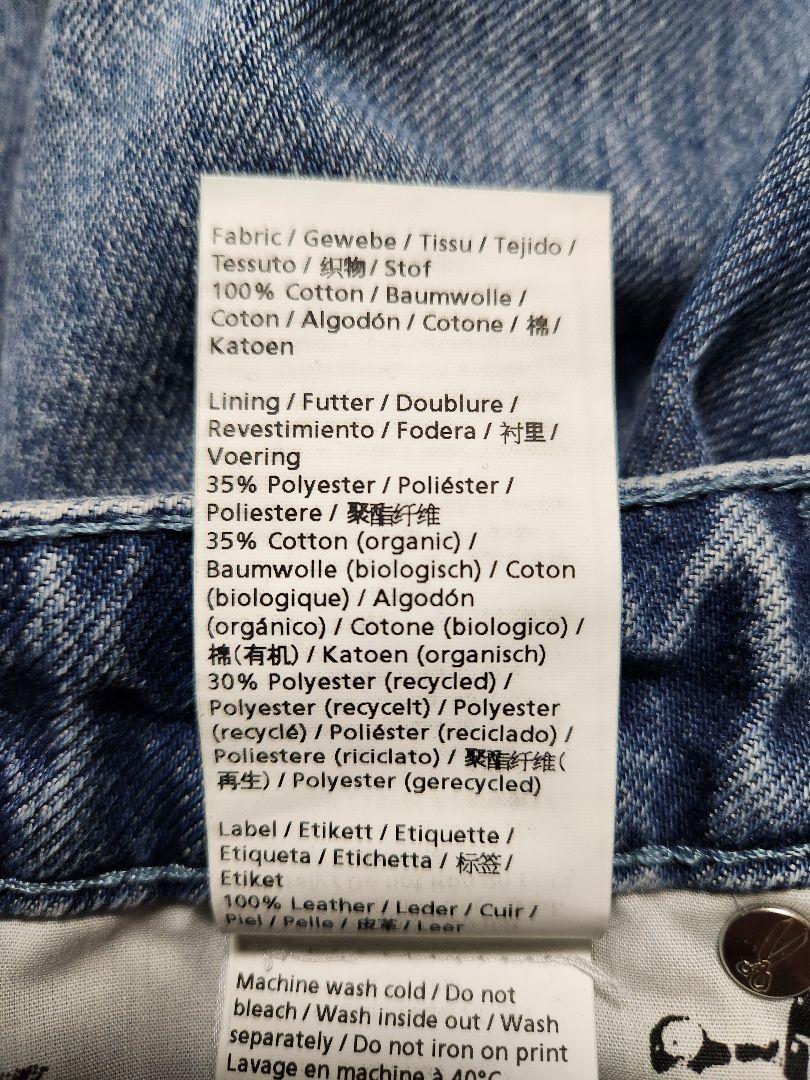 Fabric / Gewebe / Tissu / Tejido /
Tessuto / 织物 / Stof
100% Cotton / Baumwolle /
Coton / Algodón / Cotone / 棉 /
Katoen
Lining / Futter / Doublure /
Revestimiento / Fodera / 衬里 /
Voering
35% Polyester / Poliéster /
Poliestere / 聚酯纤维
35% Cotton (organic) /
Baumwolle (biologisch) / Coton
(biologique) / Algodón
(orgánico) / Cotone (biologico) /
棉(有机) / Katoen (organisch)
30% Polyester (recycled) /
Polyester (recycelt) / Polyester
(recyclé) / Poliéster (reciclado) /
Poliestere (riciclato) / 聚酯纤维(
再生) / Polyester (gerecycled)
Label / Etikett / Etiquette /
Etiqueta / Etichetta / 标签 /
Etiket
100% Leather / Leder / Cuir /
Piel / Pelle / 皮革 / Leer
Machine wash cold / Do not
bleach / Wash inside out / Wash
separately / Do not iron on print
Lavage en machine à 40°C